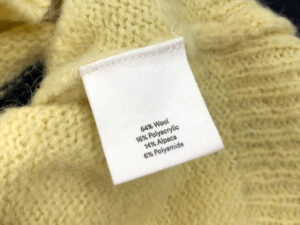 64% Wool
16% Polyacrylic
14% Alpaca
6% Polyamide